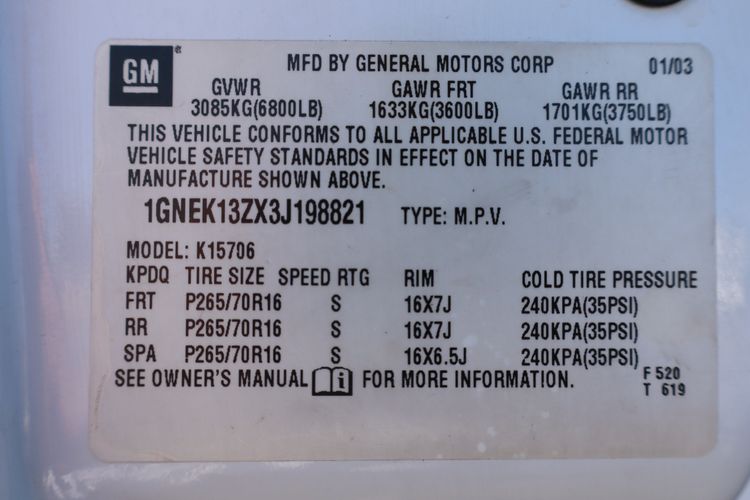 GM MFD BY GENERAL MOTORS CORP 01/03
GVWR GAWR FRT GAWR RR
3085KG(6800LB) 1633KG(3600LB) 1701KG(3750LB)
THIS VEHICLE CONFORMS TO ALL APPLICABLE U.S. FEDERAL MOTOR
VEHICLE SAFETY STANDARDS IN EFFECT ON THE DATE OF
MANUFACTURE SHOWN ABOVE.
1GNEK13ZX3J198821 TYPE: M.P.V.
MODEL: K15706
KPDQ TIRE SIZE SPEED RTG RIM COLD TIRE PRESSURE
FRT P265/70R16 S 16X7J 240KPA(35PSI)
RR P265/70R16 S 16X7J 240KPA(35PSI)
SPA P265/70R16 S 16X6.5J 240KPA(35PSI)
SEE OWNER'S MANUAL i FOR MORE INFORMATION.
F 520
T 619